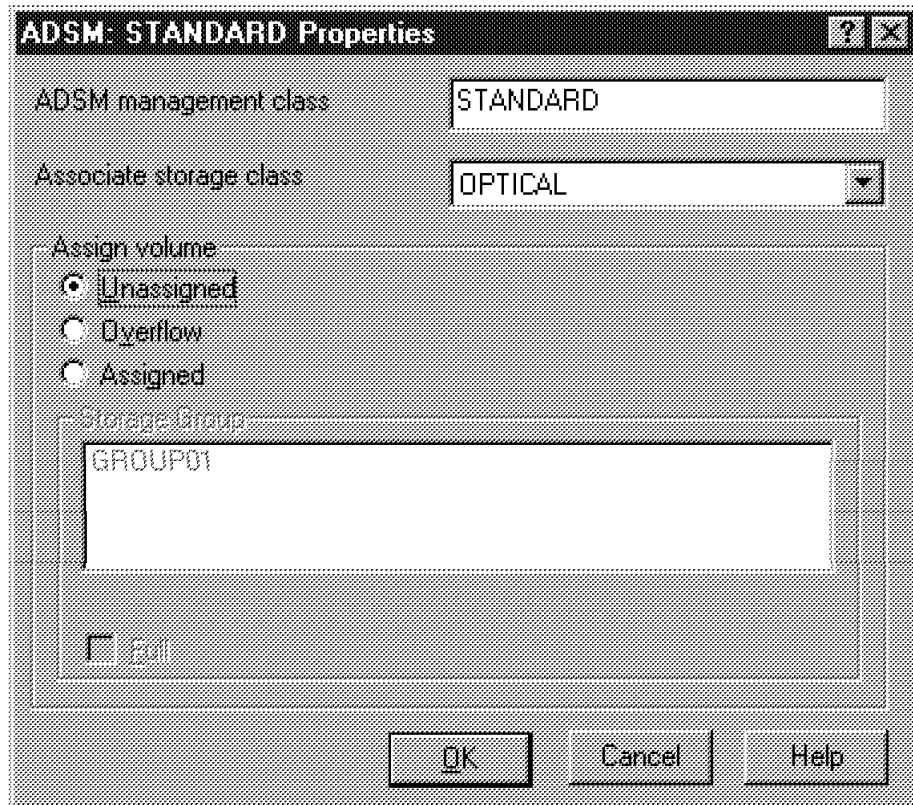 ADSM: STANDARD Properties
ADSM management class
STANDARD
Associate storage class
OPTICAL
Assign volume
Unassigned
Overflow
Assigned
Storage Group
GROUP01
Full
OK
Cancel
Help